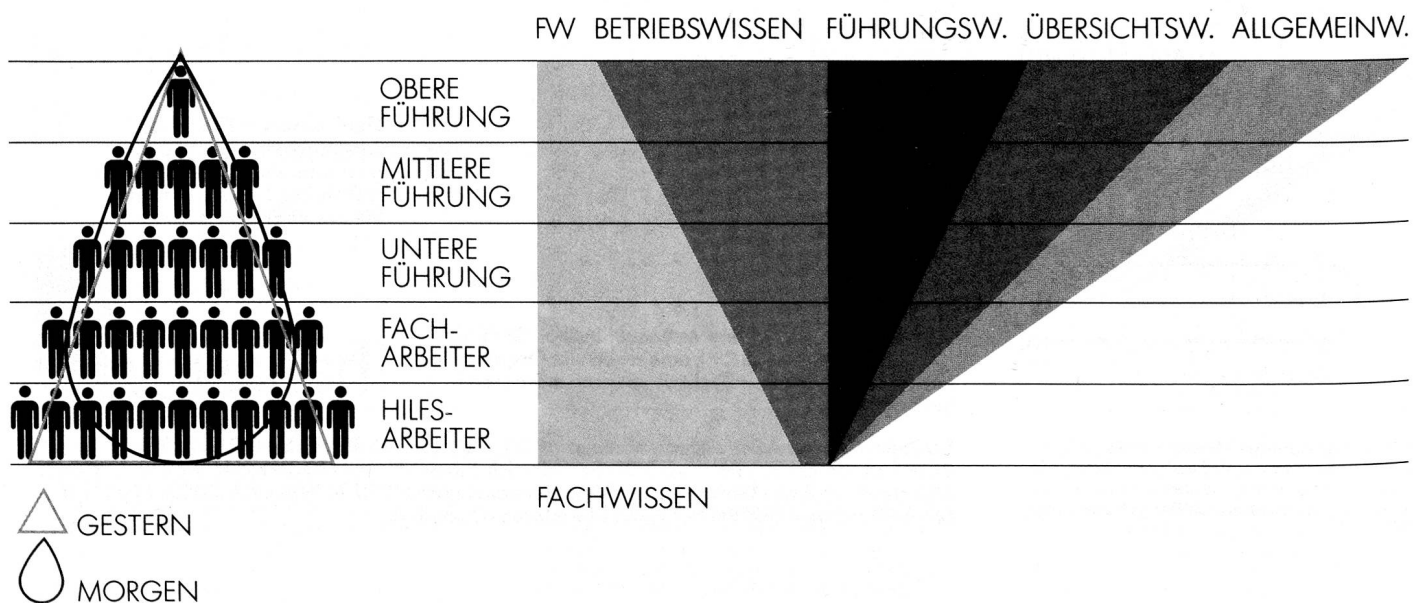 FW BETRIEBSWISSEN FÜHRUNGSW. ÜBERSICHTSW. ALLGEMEINW.
OBERE
FÜHRUNG
MITTLERE
FÜHRUNG
UNTERE
FÜHRUNG
FACH-
ARBEITER
HILFS-
ARBEITER
FACHWISSEN
GESTERN
MORGEN